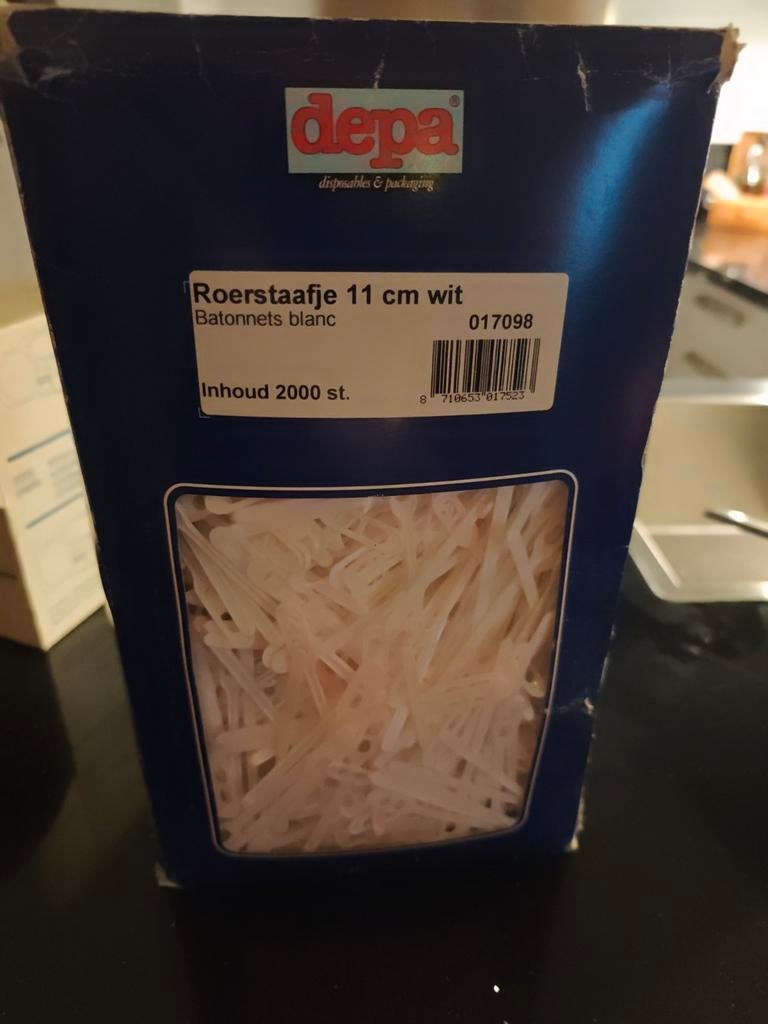 depa®
disposables & packaging
Roerstaafje 11 cm wit
Batonnets blanc
017098
Inhoud 2000 st.
8 710653 017523